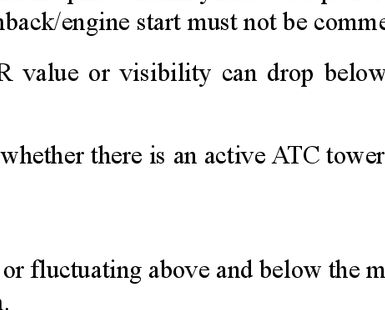 nback/engine start must not be comme
R value or visibility can drop below
whether there is an active ATC tower
or fluctuating above and below the m